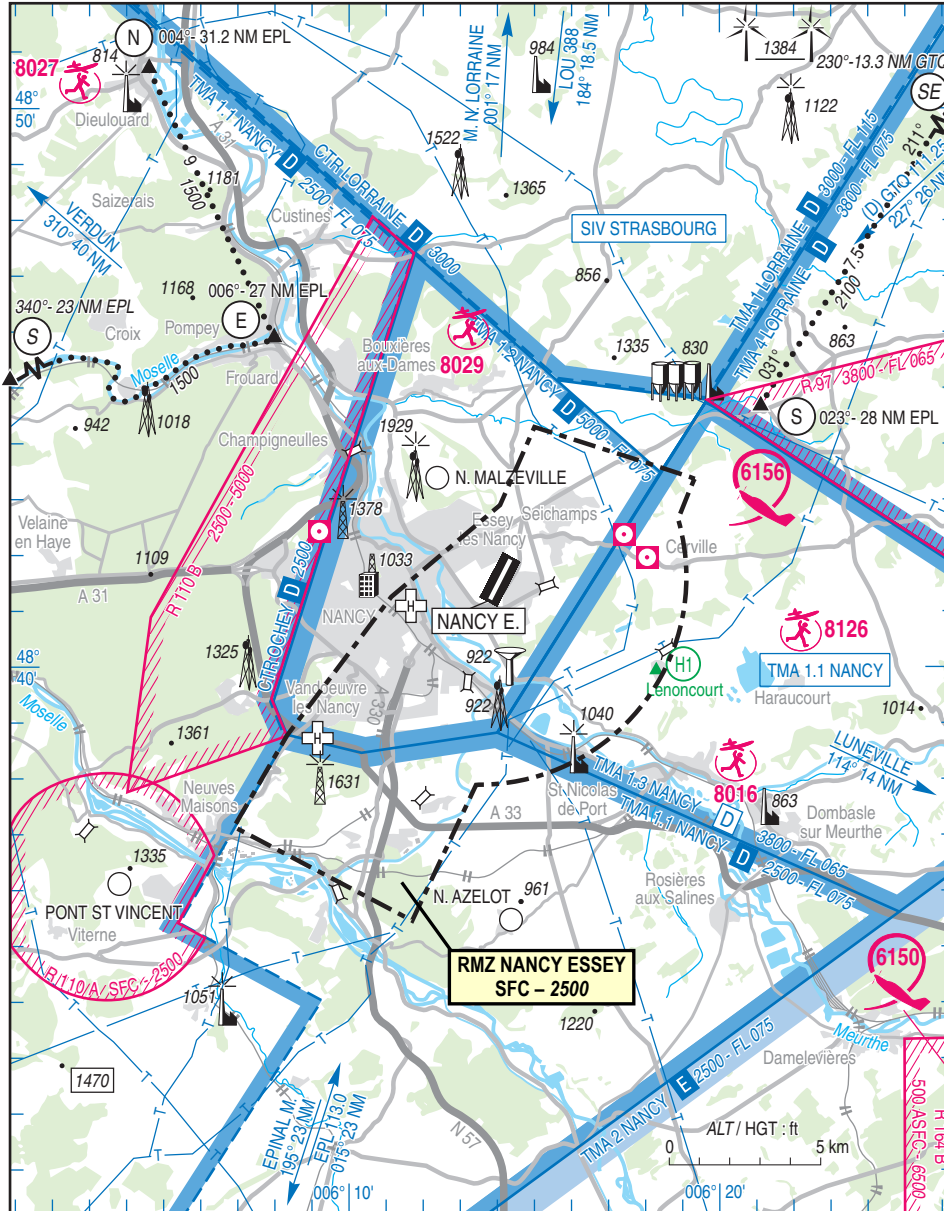 N
004°- 31.2 NM EPL
8027
814
Dieulouard
48°
50'
A 31
TMA 1.1 NANCY D 2500 - FL 075
CTR LORRAINE D 3000
M. N. LORRAINE
001° 17 NM
984
LOU 388
184° 18.5 NM
1384
230°-13.3 NM GTQ
SE
1122
1522
1365
211°
(D) GTQ 111.25
227° 26 NM
TMA 1 LORRAINE D 3000 - FL 115
TMA 4 LORRAINE D 3800 - FL 075
7.5
2100
031°
9
1500
1181
Saizerais
Custines
VERDUN
310° 40 NM
SIV STRASBOURG
856
1168
006°- 27 NM EPL
E
340°- 23 NM EPL
S
Croix
Pompey
Moselle
1500
Frouard
Bouxières
aux-Dames
8029
TMA 1.2 NANCY D 5000 - FL 075
1335
830
863
R 97 / 3800 - FL 065
S
023°- 28 NM EPL
942
1018
Champigneulles
1929
N. MALZEVILLE
6156
1378
Essey
les Nancy
Seichamps
Cerville
Velaine
en Haye
1109
A 31
2500 - 5000
R 110 B
CTR OCHEY D 2500
1033
NANCY
H
NANCY E.
8126
TMA 1.1 NANCY
48°
40'
1325
922
922
H1
Lenoncourt
Haraucourt
Vandoeuvre
les Nancy
A 330
1040
1014
Moselle
1361
H
1631
LUNEVILLE
114° 14 NM
Neuves
Maisons
St Nicolas
de Port
TMA 1.3 NANCY D 3800 - FL 065
TMA 1.1 NANCY D 2500 - FL 075
8016
863
Dombasle
sur Meurthe
A 33
1335
PONT ST VINCENT
Viterne
N. AZELOT
961
Rosières
aux Salines
R 110 A / SFC - 2500
RMZ NANCY ESSEY
SFC – 2500
6150
1051
1220
Meurthe
Damelevières
1470
EPINAL M.
195° 23 NM
EPL 113.0
015° 23 NM
N 57
TMA 2 NANCY E 2500 - FL 075
ALT / HGT : ft
0 5 km
R 164 B
500 ASFC - 6500
006° 10'
006° 20'